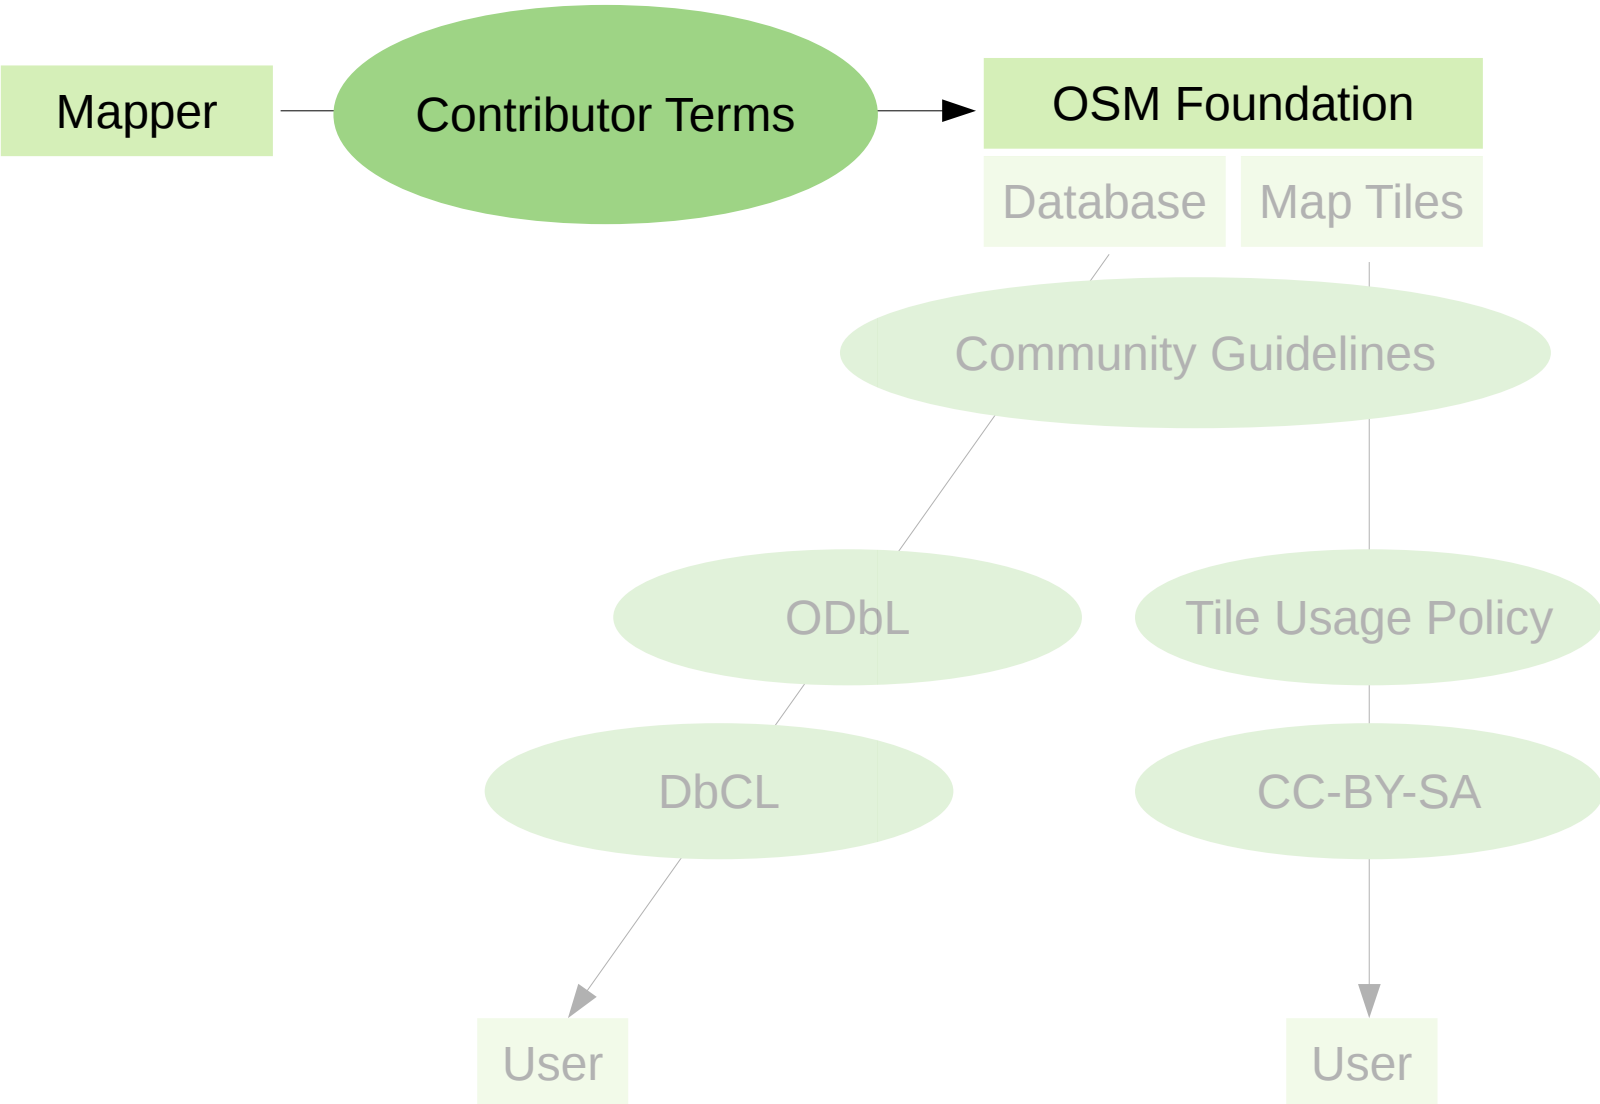 Mapper
Contributor Terms
OSM Foundation
Database
Map Tiles
Community Guidelines
ODbL
Tile Usage Policy
DbCL
CC-BY-SA
User
User